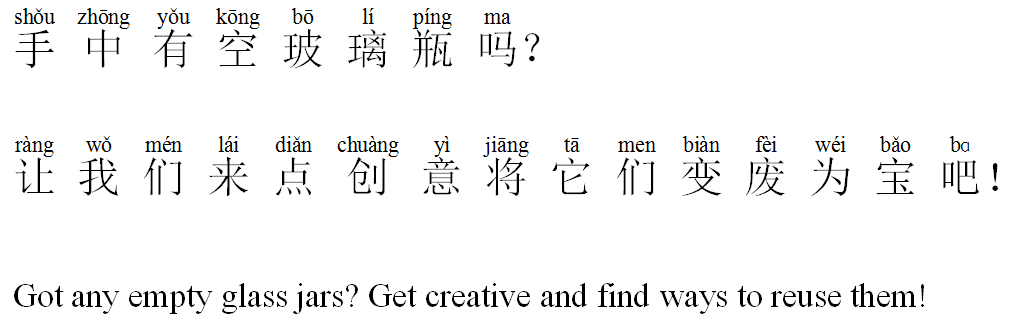 shǒu zhōng yǒu kōng bō lí píng ma
手中有空玻璃瓶吗？
ràng wǒ mén lái diǎn chuàng yì jiāng tā men biàn fèi wéi bǎo bɑ
让我们来点创意将它们变废为宝吧！
Got any empty glass jars? Get creative and find ways to reuse them!